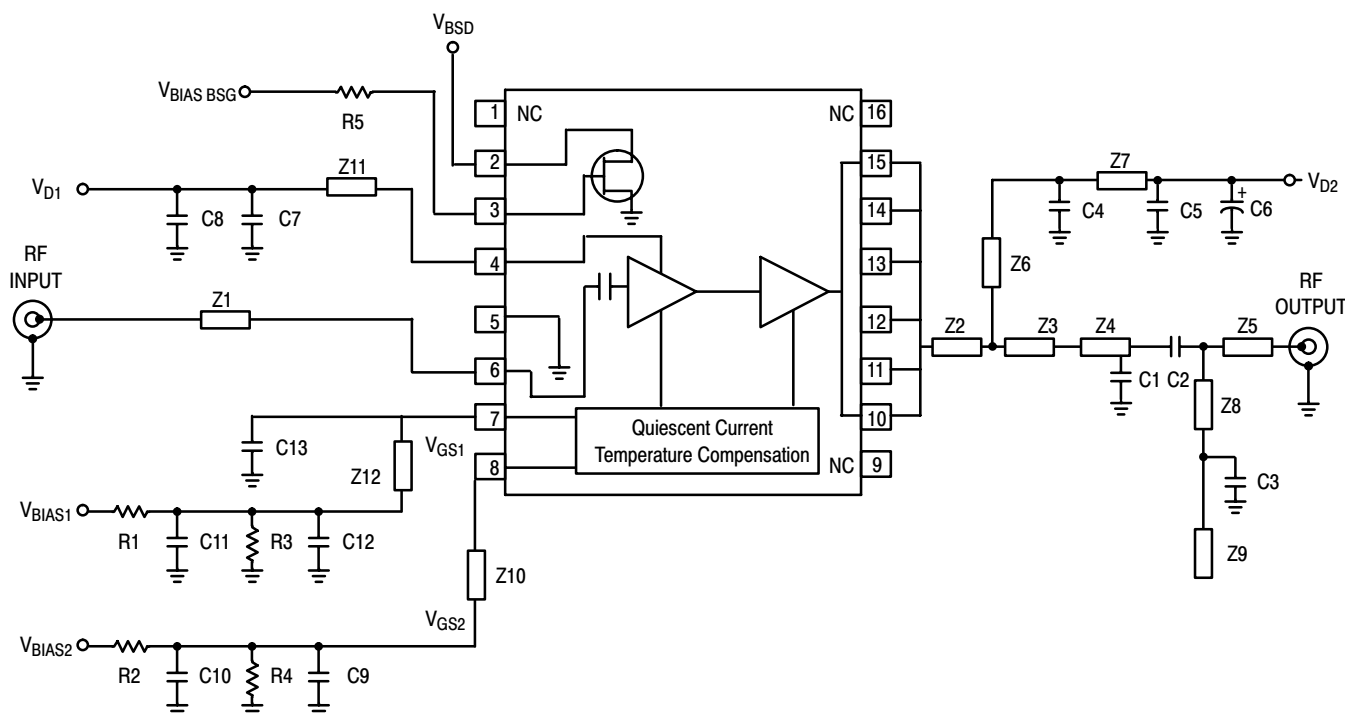 VBSD
VBIAS BSG
R5
1
NC
NC
16
2
15
Z11
Z7
VD1
VD2
3
14
C8
C7
C4
C5
+
C6
4
13
Z6
RF
INPUT
RF
OUTPUT
Z1
5
12
Z2
Z3
Z4
Z5
6
11
C1
C2
7
10
Z8
Quiescent Current
Temperature Compensation
C13
VGS1
8
NC
9
Z12
C3
VBIAS1
R1
C11
R3
C12
Z10
Z9
VGS2
VBIAS2
R2
C10
R4
C9